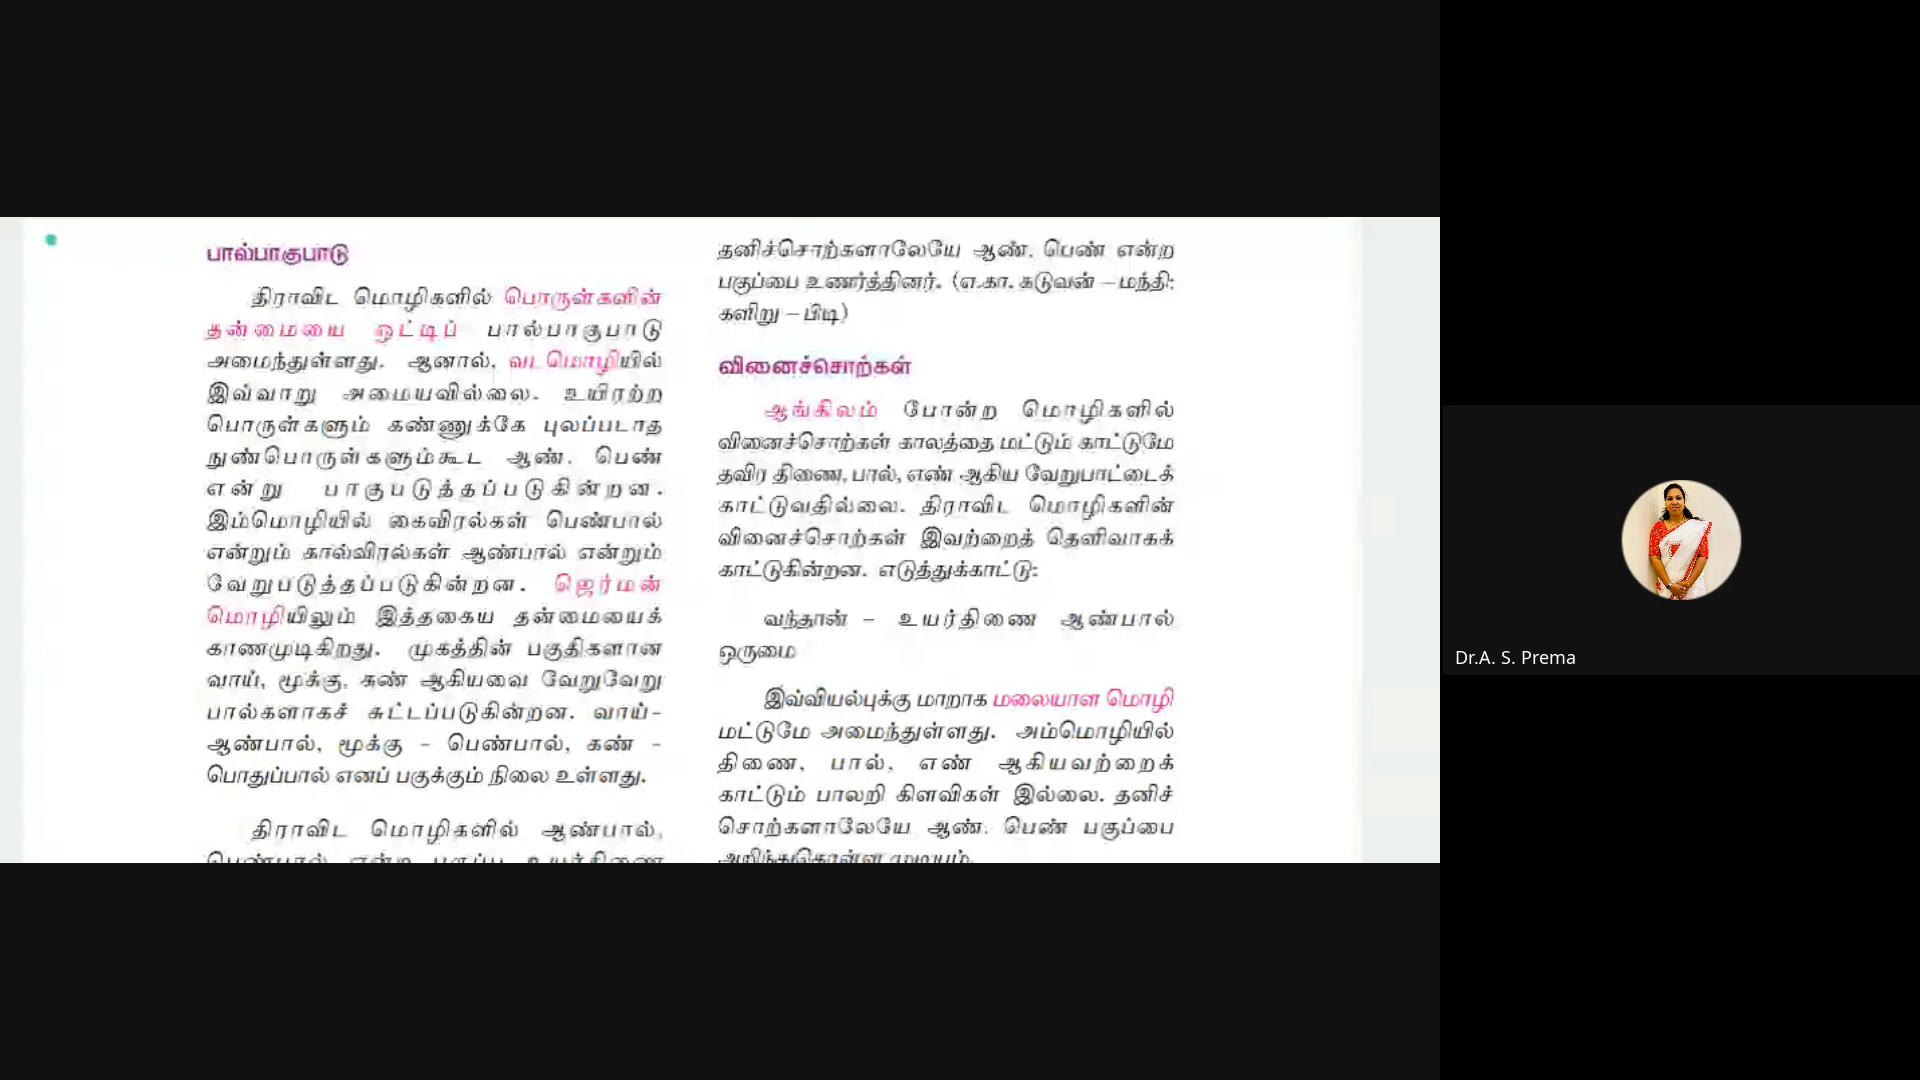 பால்பாகுபாடு
திராவிட மொழிகளில் பொருள்களின்
தன்மையை ஒட்டிப் பால்பாகுபாடு
அமைந்துள்ளது. ஆனால், வடமொழியில்
இவ்வாறு அமையவில்லை. உயிரற்ற
பொருள்களும் கண்ணுக்கே புலப்படாத
நுண்பொருள்களும்கூட ஆண், பெண்
என்று பாகுபடுத்தப்படுகின்றன.
இம்மொழியில் கைவிரல்கள் பெண்பால்
என்றும் கால்விரல்கள் ஆண்பால் என்றும்
வேறுபடுத்தப்படுகின்றன. ஜெர்மன்
மொழியிலும் இத்தகைய தன்மையைக்
காணமுடிகிறது. முகத்தின் பகுதிகளான
வாய், மூக்கு, கண் ஆகியவை வேறுவேறு
பால்களாகச் சுட்டப்படுகின்றன. வாய்-
ஆண்பால், மூக்கு – பெண்பால், கண் –
பொதுப்பால் எனப் பகுக்கும் நிலை உள்ளது.
திராவிட மொழிகளில் ஆண்பால்,
பெண்பால் என்ற பகுப்பு உயர்திணை
தனிச்சொற்களாலேயே ஆண், பெண் என்ற
பகுப்பை உணர்த்தினர். (எ.கா. கடுவன் – மந்தி;
களிறு – பிடி)
வினைச்சொற்கள்
ஆங்கிலம் போன்ற மொழிகளில்
வினைச்சொற்கள் காலத்தை மட்டும் காட்டுமே
தவிர திணை, பால், எண் ஆகிய வேறுபாட்டைக்
காட்டுவதில்லை. திராவிட மொழிகளின்
வினைச்சொற்கள் இவற்றைத் தெளிவாகக்
காட்டுகின்றன. எடுத்துக்காட்டு:
வந்தான் – உயர்திணை ஆண்பால்
ஒருமை
இவ்வியல்புக்கு மாறாக மலையாள மொழி
மட்டுமே அமைந்துள்ளது. அம்மொழியில்
திணை, பால், எண் ஆகியவற்றைக்
காட்டும் பாலறி கிளவிகள் இல்லை. தனிச்
சொற்களாலேயே ஆண், பெண் பகுப்பை
அறிந்துகொள்ள முடியும்.
Dr.A. S. Prema